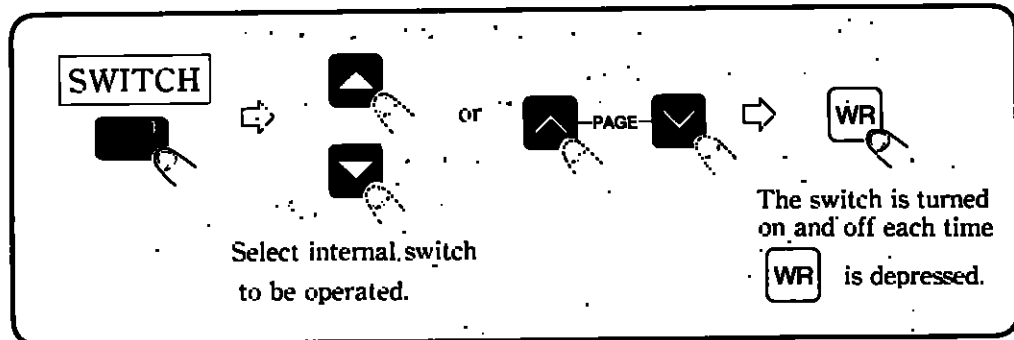 SWITCH
or
PAGE
WR
Select internal switch
to be operated.
The switch is turned
on and off each time
WR is depressed.